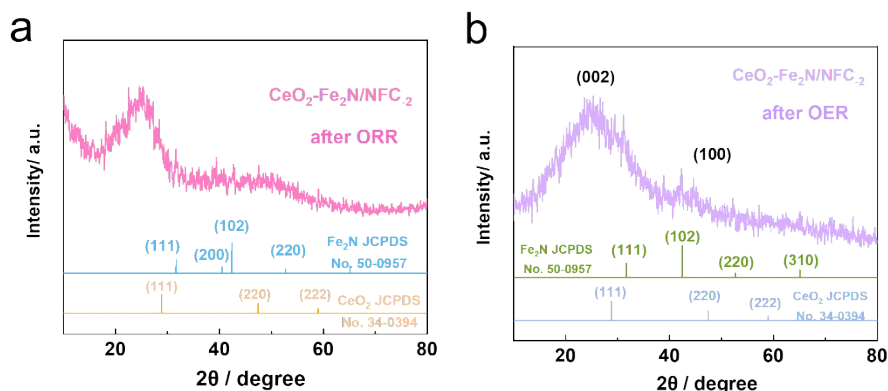 a
CeO₂-Fe₂N/NFC-₂
after ORR
Intensity/ a.u.
(111)
(200)
(102)
(220)
Fe₂N JCPDS
No. 50-0957
(111)
(220)
(222)
CeO₂ JCPDS
No. 34-0394
20
40
60
80
2θ / degree
b
(002)
CeO₂-Fe₂N/NFC-₂
after OER
(100)
Intensity/ a.u.
Fe₂N JCPDS
No. 50-0957
(111)
(102)
(220)
(310)
(111)
(220)
(222)
CeO₂ JCPDS
No. 34-0394
20
40
60
80
2θ / degree